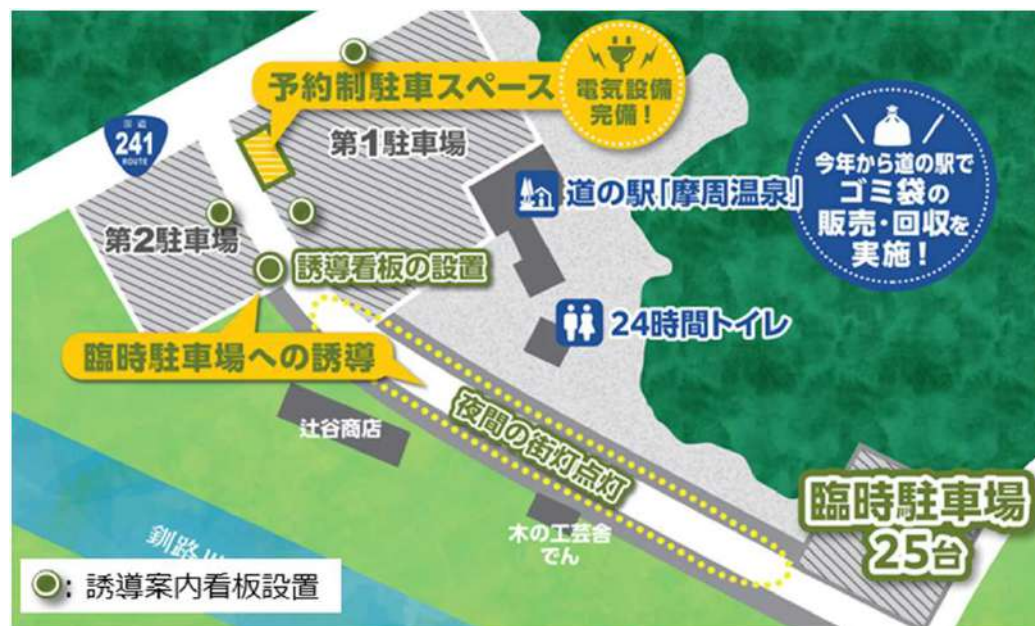 予約制駐車スペース
電気設備
完備！
国道
241
ROUTE
第1駐車場
今年から道の駅で
ゴミ袋の
販売・回収を
実施！
道の駅「摩周温泉」
第2駐車場
誘導看板の設置
24時間トイレ
臨時駐車場への誘導
辻谷商店
夜間の街灯点灯
臨時駐車場
25台
木の工芸舎
でん
釧路川
：誘導案内看板設置